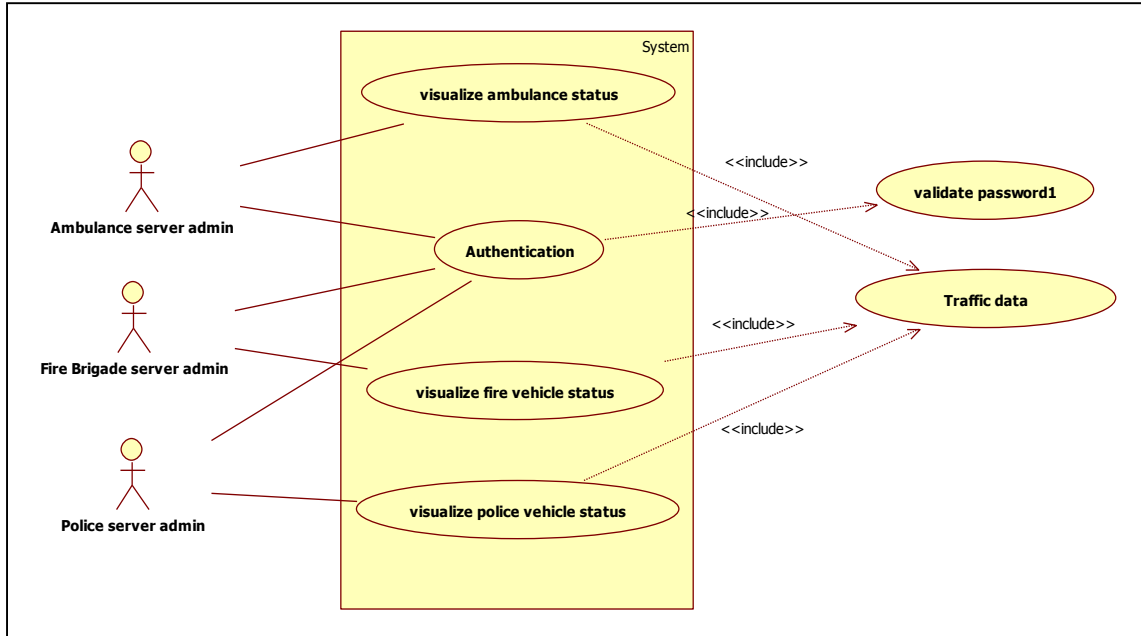 System
visualize ambulance status
<<include>>
validate password1
<<include>>
Ambulance server admin
Authentication
Traffic data
<<include>>
Fire Brigade server admin
visualize fire vehicle status
<<include>>
visualize police vehicle status
Police server admin